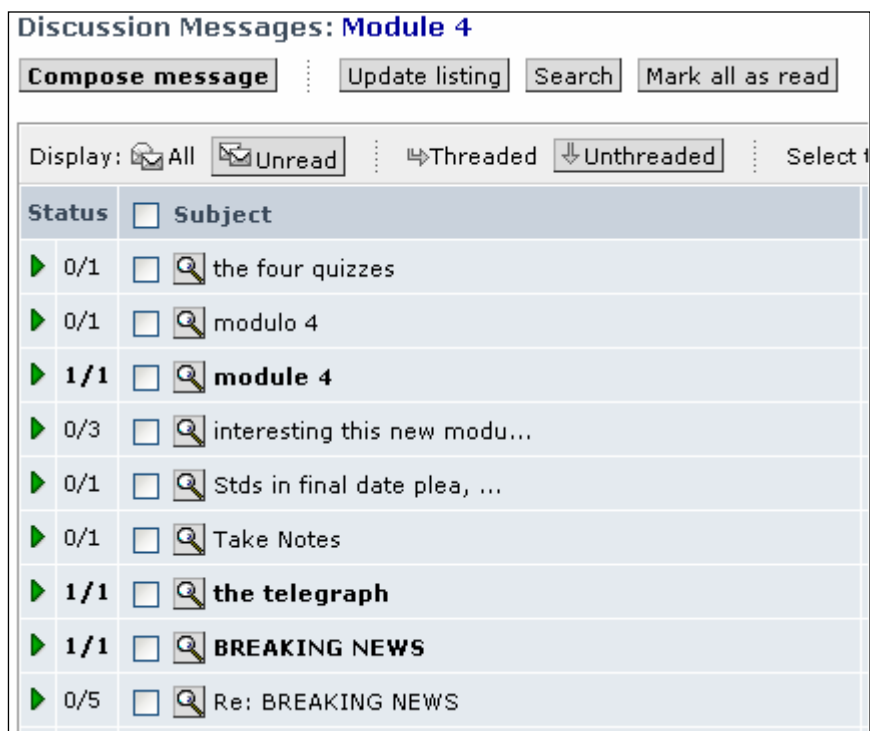 Discussion Messages: Module 4
Compose message Update listing Search Mark all as read
Display: All Unread Threaded Unthreaded Select
Status Subject
0/1 the four quizzes
0/1 modulo 4
1/1 module 4
0/3 interesting this new modu...
0/1 Stds in final date plea, ...
0/1 Take Notes
1/1 the telegraph
1/1 BREAKING NEWS
0/5 Re: BREAKING NEWS